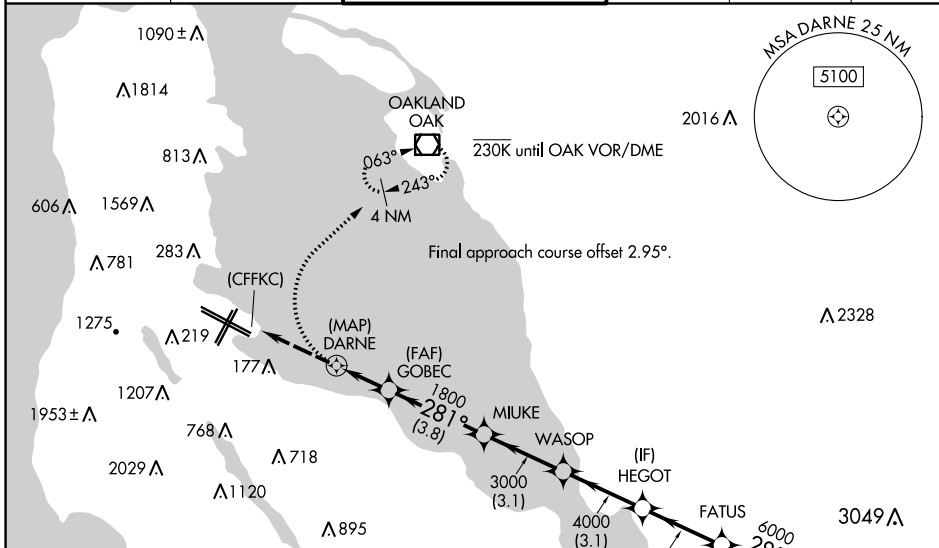 1090 ±
1814
813
606
1569
283
781
(CFFKC)
1275
219
177
1207
1953 ±
768
2029
718
1120
895
OAKLAND
OAK
063°
243°
4 NM
230K until OAK VOR/DME
Final approach course offset 2.95°.
2016
MSA DARNE 25 NM
5100
2328
(MAP)
DARNE
(FAF)
GOBEC
1800
281°
(3.8)
MIUKE
3000
(3.1)
WASOP
4000
(3.1)
(IF)
HEGOT
FATUS
6000
3049